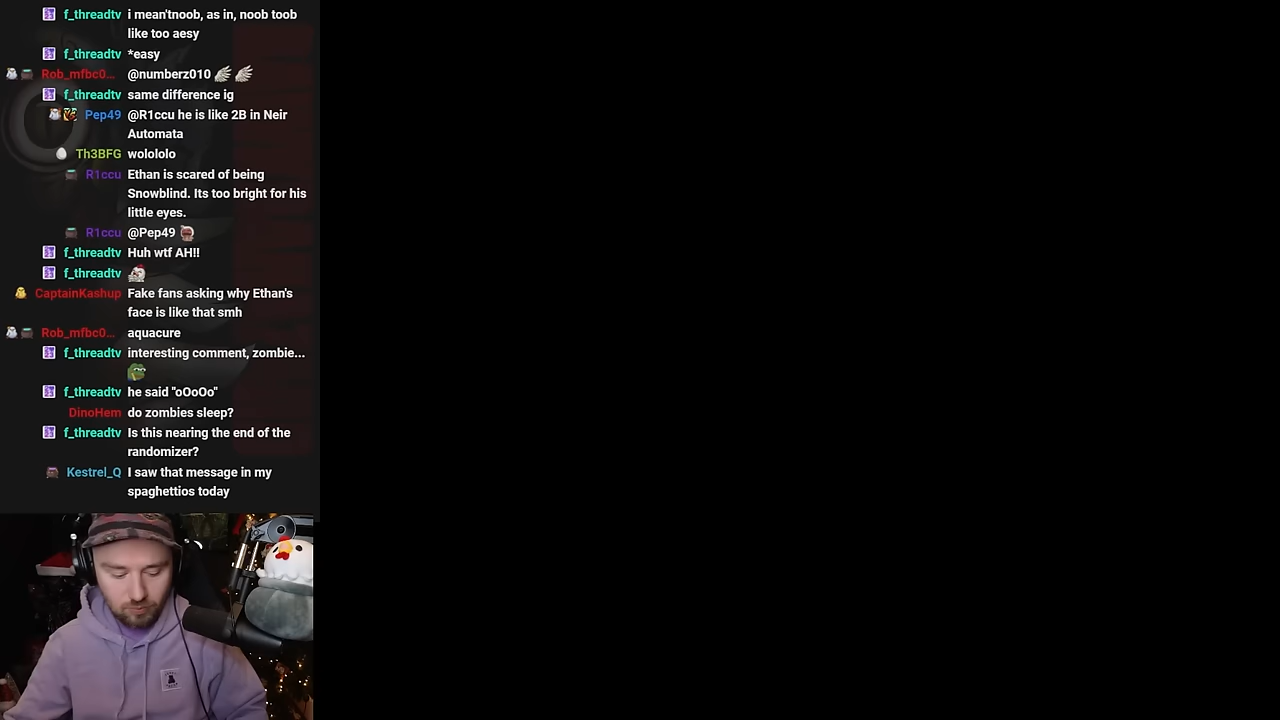 f_threadtv i mean'tnoob, as in, noob toob
like too aesy
f_threadtv *easy
Rob_mfbc0... @numberz010
f_threadtv same difference ig
Pep49 @R1ccu he is like 2B in Neir
Automata
Th3BFG wolololo
R1ccu Ethan is scared of being
Snowblind. Its too bright for his
little eyes.
R1ccu @Pep49
f_threadtv Huh wtf AH!!
f_threadtv
CaptainKashup Fake fans asking why Ethan's
face is like that smh
Rob_mfbc0... aquacure
f_threadtv interesting comment, zombie...
f_threadtv he said "oOoOo"
DinoHem do zombies sleep?
f_threadtv Is this nearing the end of the
randomizer?
Kestrel_Q I saw that message in my
spaghettios today